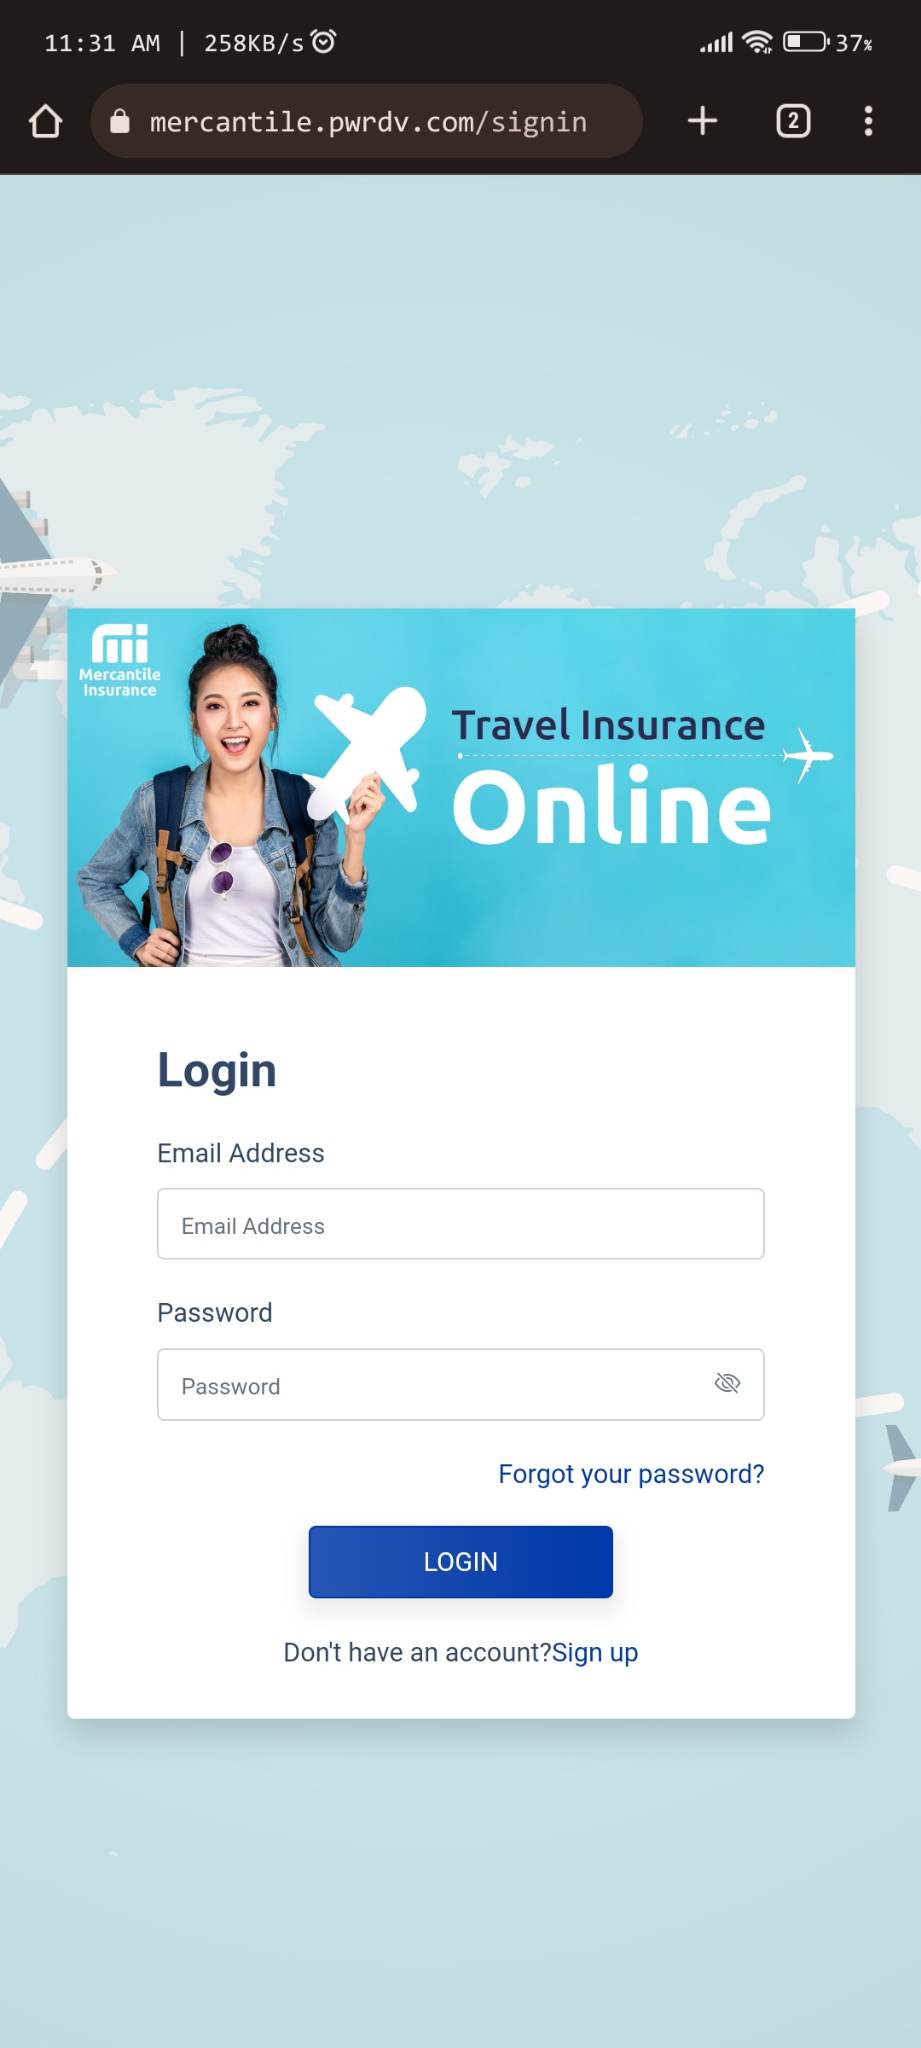 11:31 AM | 258KB/s
37%
mercantile.pwrdv.com/signin
2
Mercantile
Insurance
Travel Insurance
Online
Login
Email Address
Email Address
Password
Password
Forgot your password?
LOGIN
Don't have an account?Sign up